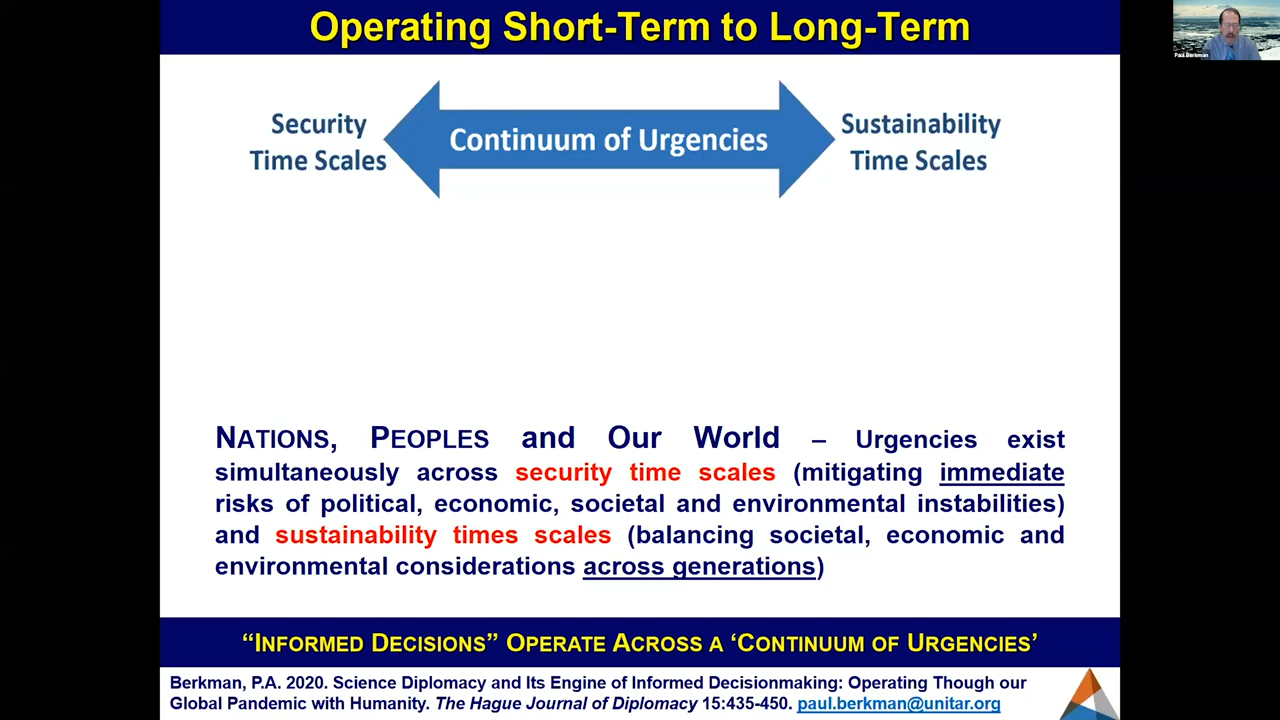 Operating Short-Term to Long-Term
Paul Berkman
Security
Time Scales
Continuum of Urgencies
Sustainability
Time Scales
NATIONS, PEOPLES and Our World – Urgencies exist
simultaneously across security time scales (mitigating immediate
risks of political, economic, societal and environmental instabilities)
and sustainability times scales (balancing societal, economic and
environmental considerations across generations)
“INFORMED DECISIONS” OPERATE ACROSS A ‘CONTINUUM OF URGENCIES’
Berkman, P.A. 2020. Science Diplomacy and Its Engine of Informed Decisionmaking: Operating Though our
Global Pandemic with Humanity. The Hague Journal of Diplomacy 15:435-450. paul.berkman@unitar.org